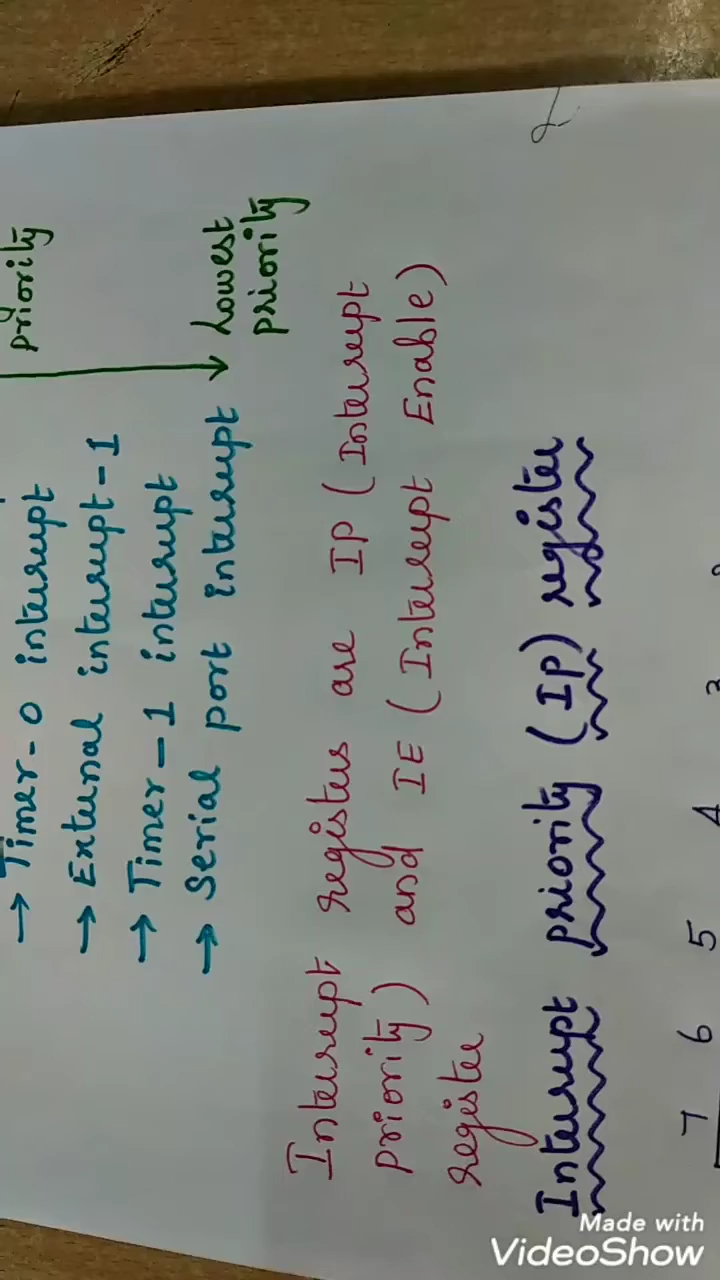 priority
→ Timer-0 interrupt
→ External interrupt-1
→ Timer-1 interrupt
→ Serial port interrupt
Lowest
priority
Interrupt registers are IP (Interrupt
priority) and IE (Interrupt Enable)
register
Interrupt priority (IP) register
7 6 5 4 3
Made with
VideoShow